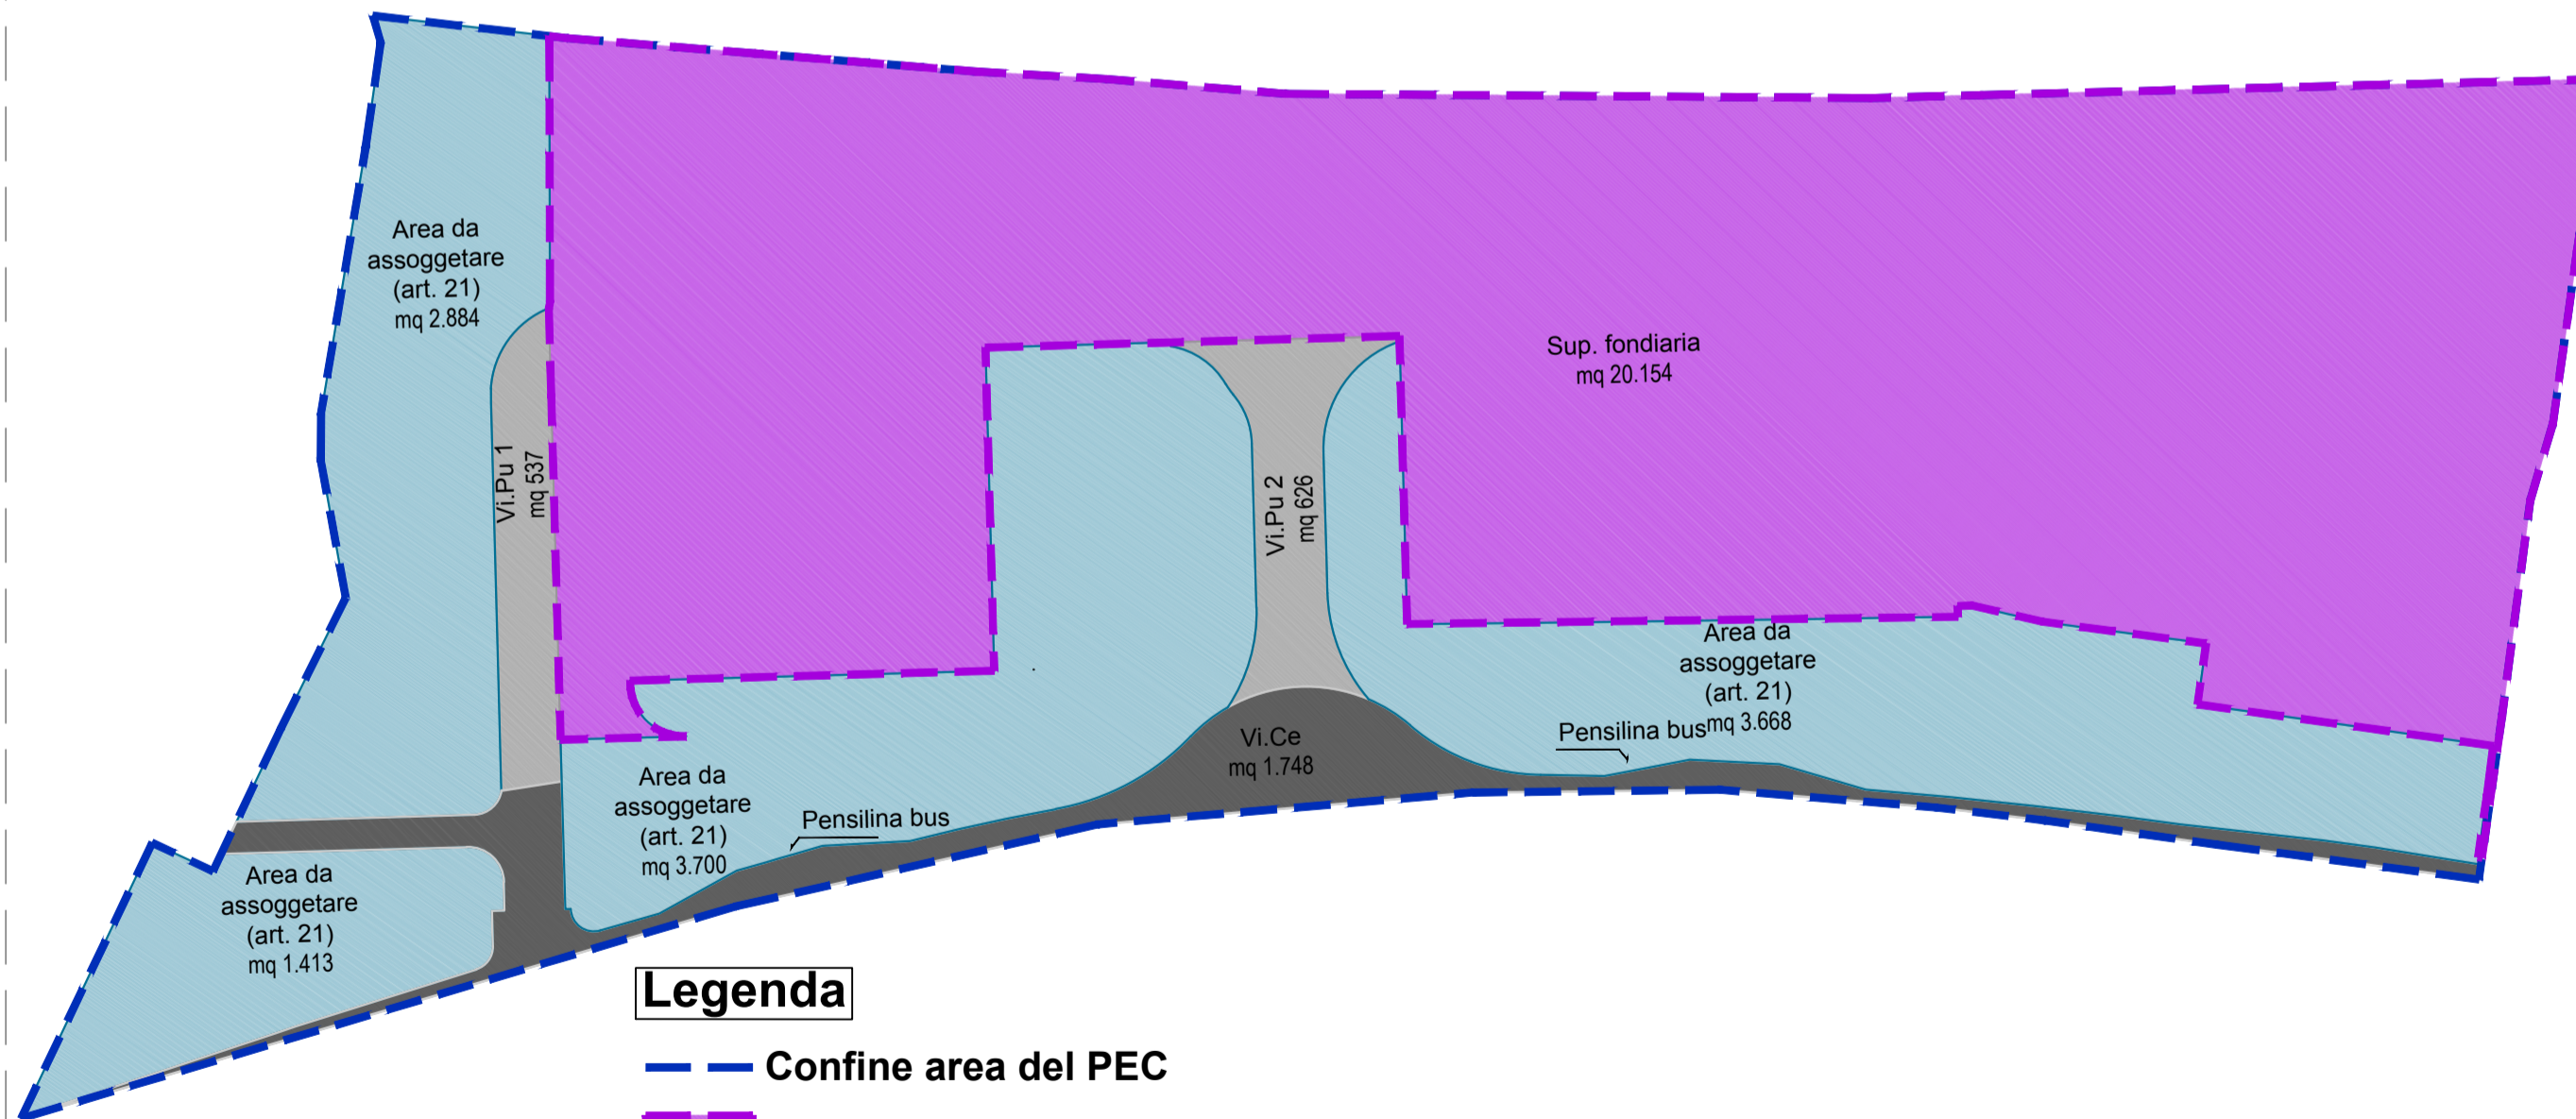 Area da
assoggetare
(art. 21)
mq 2.884
Sup. fondiaria
mq 20.154
Vi.Pu 1
mq 537
Vi.Pu 2
mq 626
Area da
assoggetare
(art. 21)
mq 3.668
Pensilina bus
Vi.Ce
mq 1.748
Area da
assoggetare
(art. 21)
mq 3.700
Pensilina bus
Area da
assoggetare
(art. 21)
mq 1.413
Legenda
Confine area del PEC